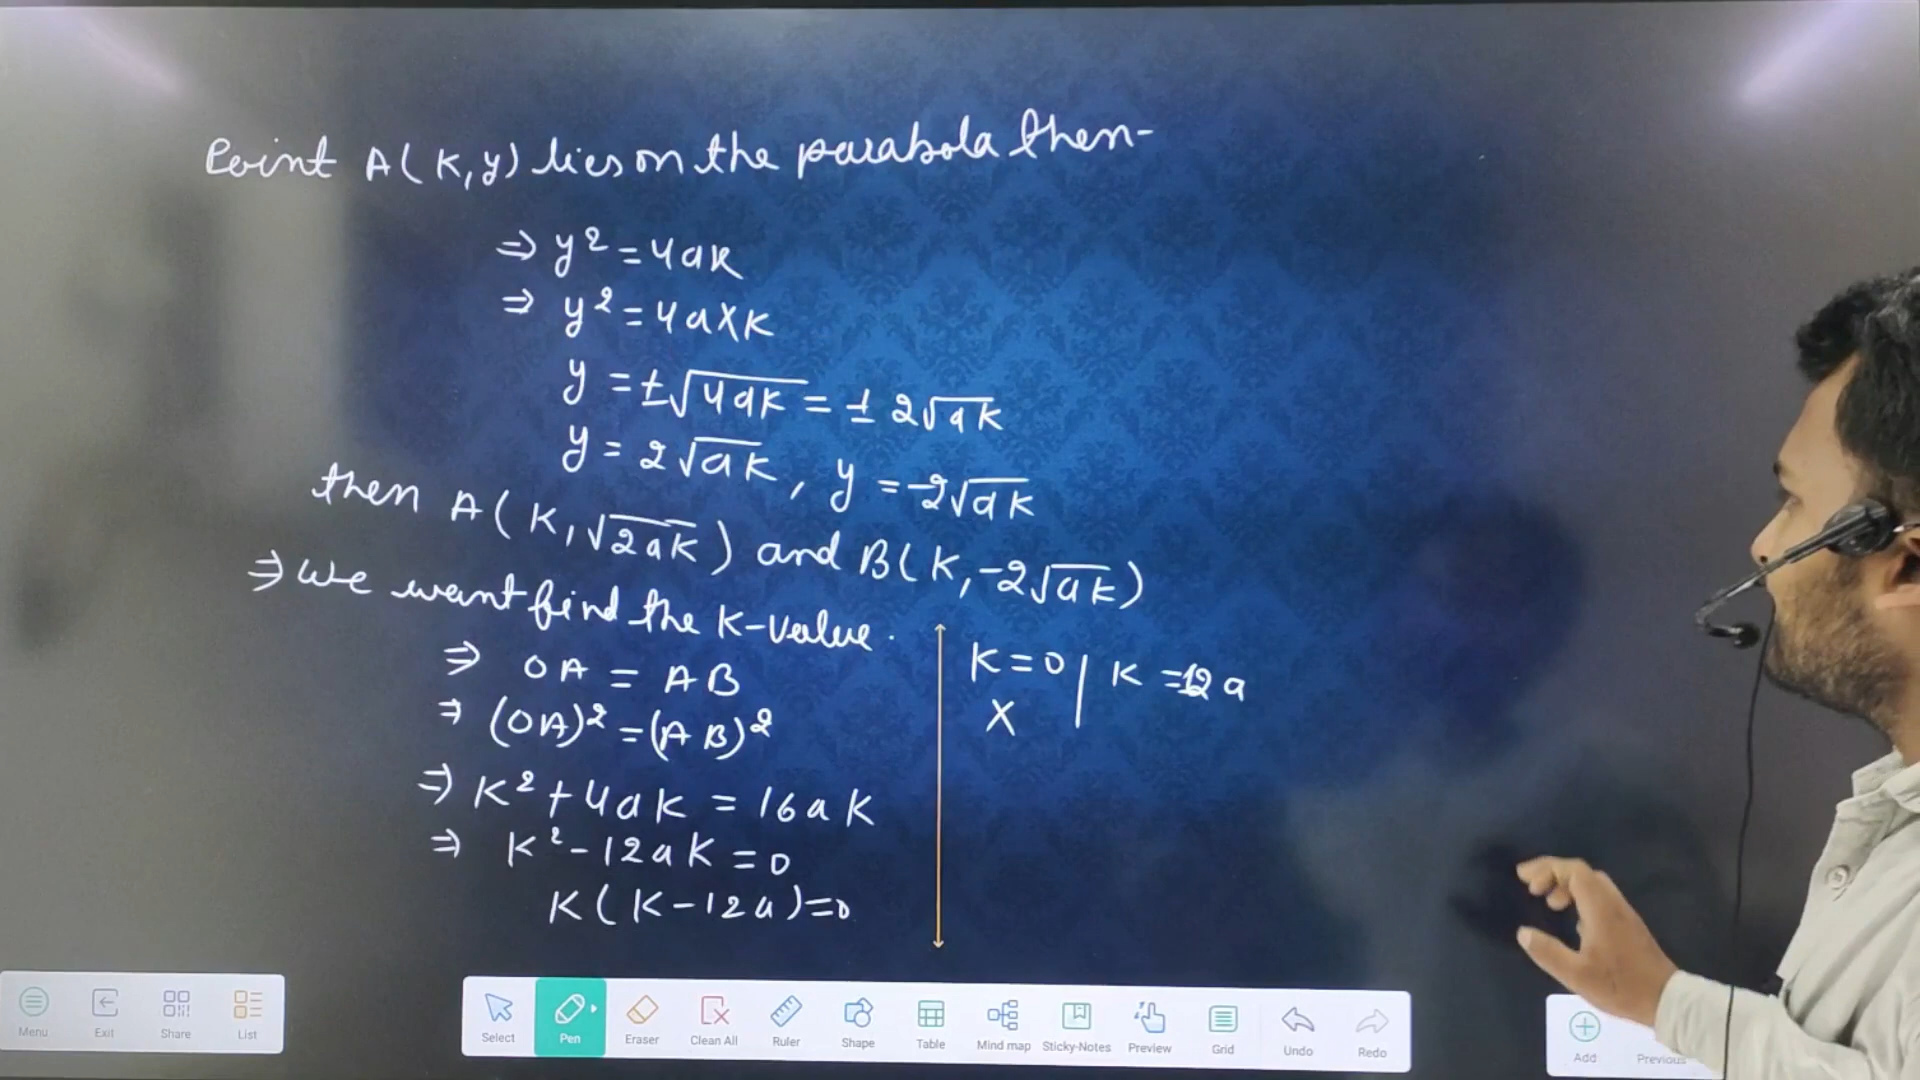 Point A(K,y) lies on the parabola then-
⇒ y² = 4ak
⇒ y² = 4a×K
y = ±√4ak = ± 2√ak
y = 2√ak , y = -2√ak
then A(K,√2ak) and B(K,-2√ak)
⇒ we want find the K-value.
⇒ OA = AB
⇒ (OA)² = (AB)²
⇒ K² + 4ak = 16ak
⇒ K² - 12ak = 0
K(K-12a)=0
K = 0 | K = 12a
X
Menu Exit Share List
Select Pen Eraser Clean All Ruler Shape Table Mind map Sticky-Notes Preview Grid Undo Redo
Add Previous